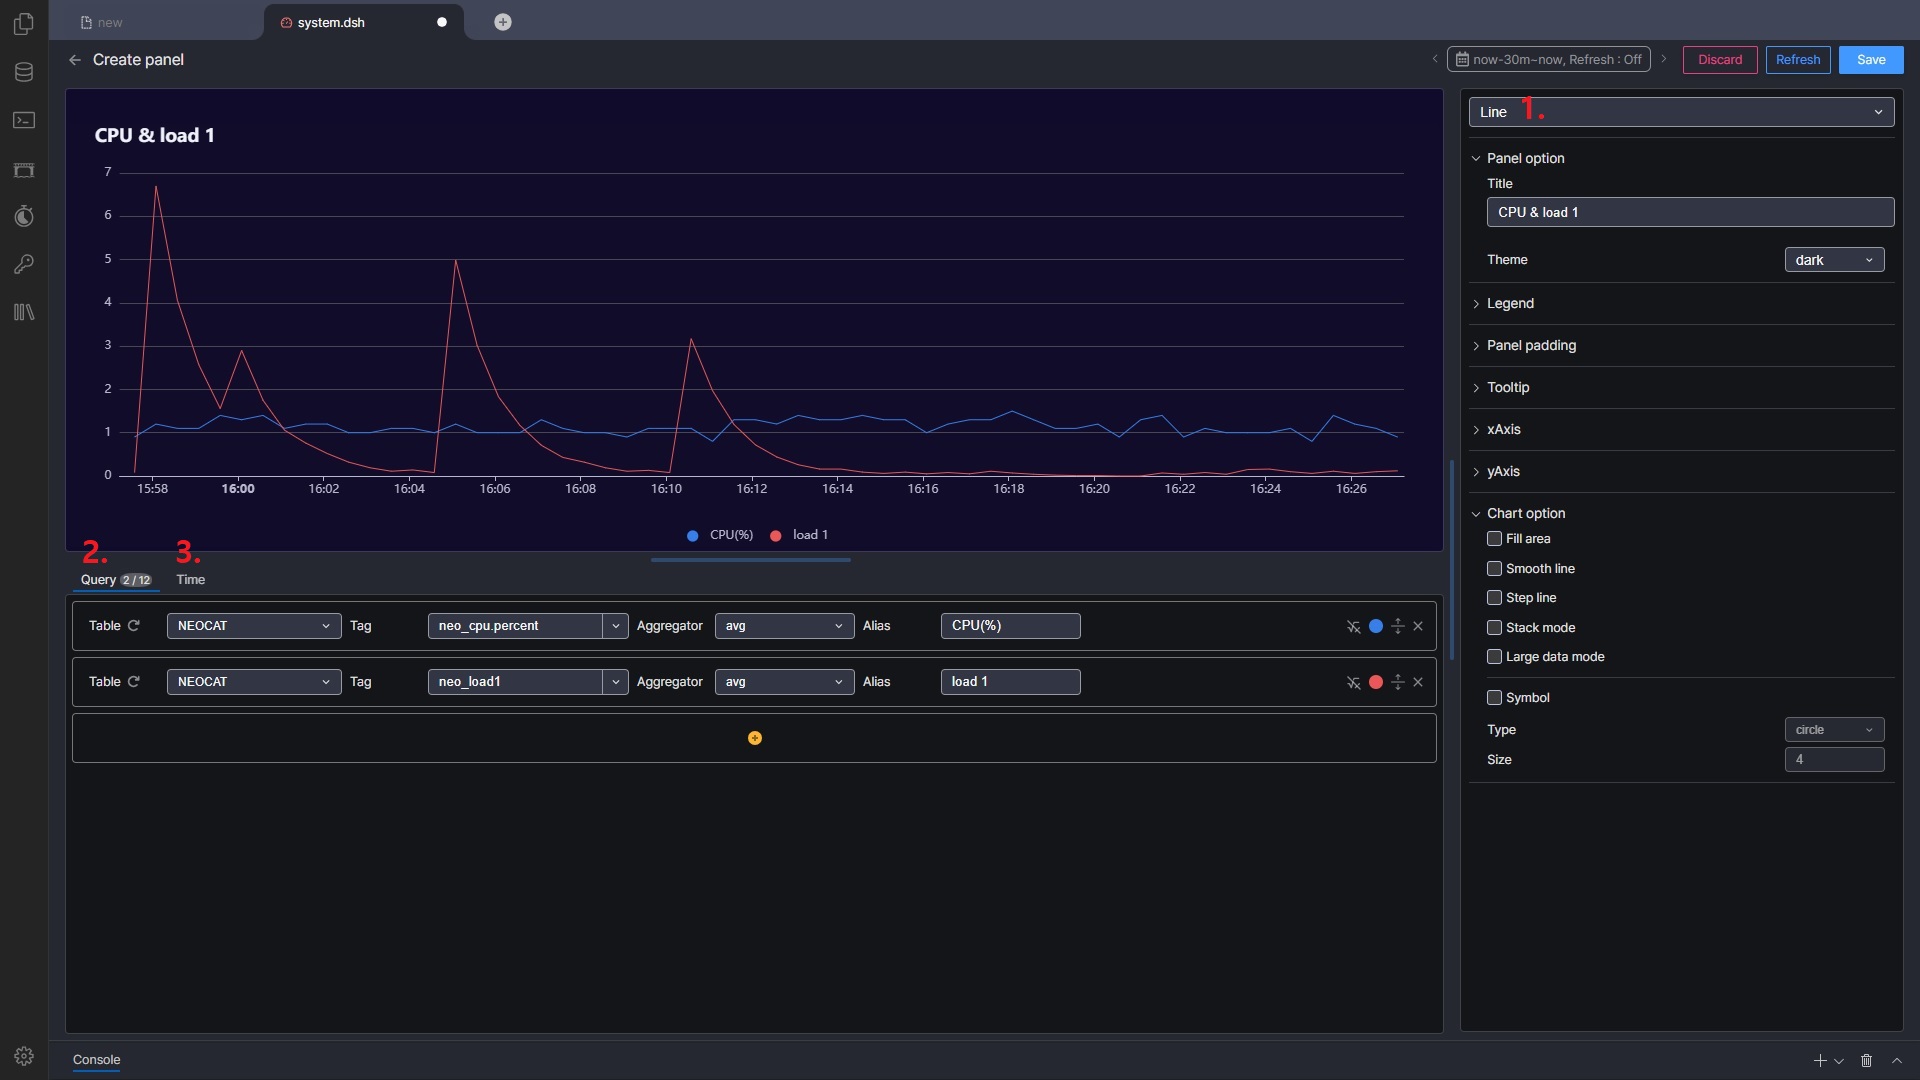 new
system.dsh
Create panel
now-30m~now, Refresh : Off
Discard
Refresh
Save
CPU & load 1
7
6
5
4
3
2
1
0
15:58 16:00 16:02 16:04 16:06 16:08 16:10 16:12 16:14 16:16 16:18 16:20 16:22 16:24 16:26
CPU(%) load 1
2. 3.
Query 2 / 12 Time
Table NEOCAT Tag neo_cpu.percent Aggregator avg Alias CPU(%)
Table NEOCAT Tag neo_load1 Aggregator avg Alias load 1
Line 1.
Panel option
Title
CPU & load 1
Theme dark
Legend
Panel padding
Tooltip
xAxis
yAxis
Chart option
Fill area
Smooth line
Step line
Stack mode
Large data mode
Symbol
Type circle
Size 4
Console